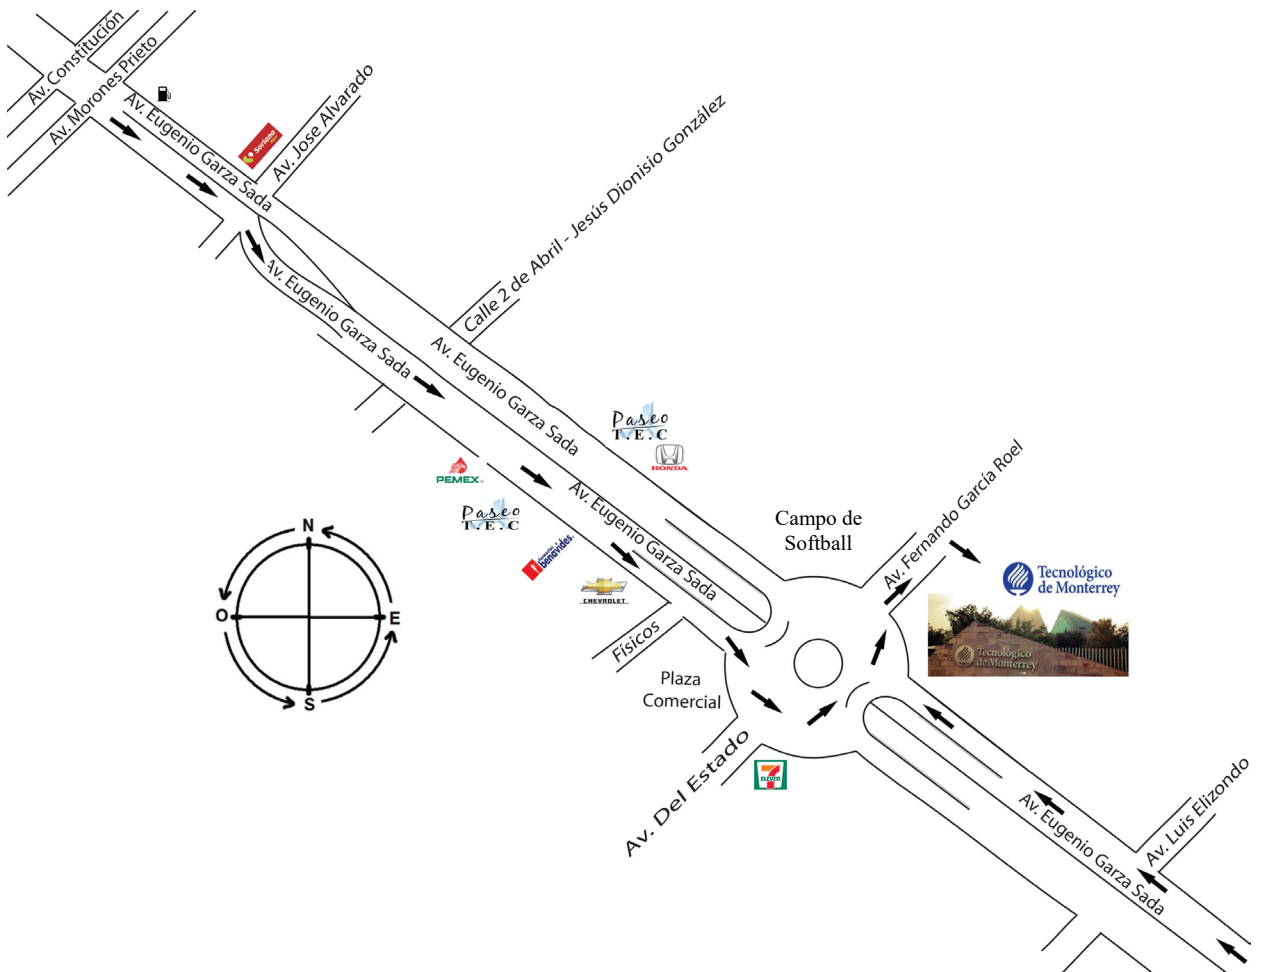 Av. Constitución
Av. Morones Prieto
Av. Eugenio Garza Sada
Soriana
Av. Jose Alvarado
Av. Eugenio Garza Sada
Calle 2 de Abril - Jesús Dionisio González
Av. Eugenio Garza Sada
Paseo
T.E.C
HONDA
PEMEX
Paseo
T.E.C
benavides
CHEVROLET
Av. Eugenio Garza Sada
Campo de
Softball
Av. Fernando García Roel
Tecnológico
de Monterrey
Tecnológico
de Monterrey
N
O
E
S
Físicos
Plaza
Comercial
Av. Del Estado
7
ELEVEN
Av. Eugenio Garza Sada
Av. Luis Elizondo